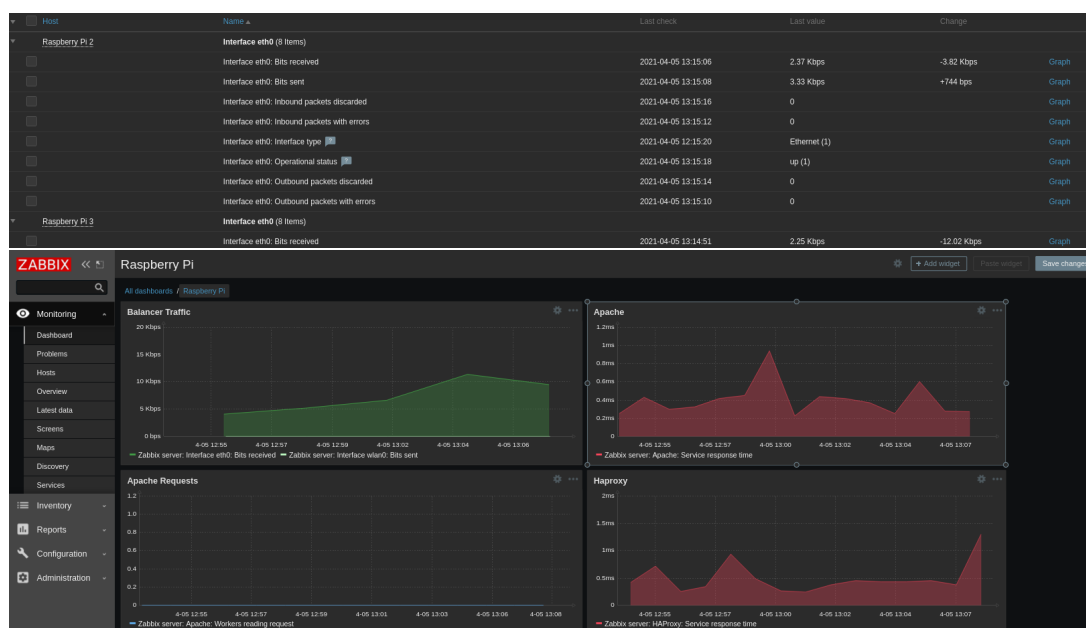 Host Name Last check Last value Change
Raspberry Pi 2 Interface eth0 (8 Items)
Interface eth0: Bits received 2021-04-05 13:15:06 2.37 Kbps -3.82 Kbps Graph
Interface eth0: Bits sent 2021-04-05 13:15:08 3.33 Kbps +744 bps Graph
Interface eth0: Inbound packets discarded 2021-04-05 13:15:16 0 Graph
Interface eth0: Inbound packets with errors 2021-04-05 13:15:12 0 Graph
Interface eth0: Interface type ? 2021-04-05 12:15:20 Ethernet (1) Graph
Interface eth0: Operational status ? 2021-04-05 13:15:18 up (1) Graph
Interface eth0: Outbound packets discarded 2021-04-05 13:15:14 0 Graph
Interface eth0: Outbound packets with errors 2021-04-05 13:15:10 0 Graph
Raspberry Pi 3 Interface eth0 (8 Items)
Interface eth0: Bits received 2021-04-05 13:14:51 2.25 Kbps -12.02 Kbps Graph
ZABBIX
Raspberry Pi
+ Add widget Paste widget Save changes
All dashboards / Raspberry Pi
Monitoring
Dashboard
Problems
Hosts
Overview
Latest data
Screens
Maps
Discovery
Services
Inventory
Reports
Configuration
Administration
Balancer Traffic
20 Kbps
15 Kbps
10 Kbps
5 Kbps
0 bps
4-05 12:55 4-05 12:57 4-05 12:59 4-05 13:02 4-05 13:04 4-05 13:06
Zabbix server: Interface eth0: Bits received Zabbix server: Interface wlan0: Bits sent
Apache
1.2ms
1ms
0.8ms
0.6ms
0.4ms
0.2ms
0
4-05 12:55 4-05 12:57 4-05 13:00 4-05 13:02 4-05 13:04 4-05 13:07
Zabbix server: Apache: Service response time
Apache Requests
1.2
1.0
0.8
0.6
0.4
0.2
0
4-05 12:55 4-05 12:57 4-05 12:59 4-05 13:01 4-05 13:03 4-05 13:06 4-05 13:08
Zabbix server: Apache: Workers reading request
Haproxy
2ms
1.5ms
1ms
0.5ms
0
4-05 12:55 4-05 12:57 4-05 13:00 4-05 13:02 4-05 13:04 4-05 13:07
Zabbix server: HAProxy: Service response time